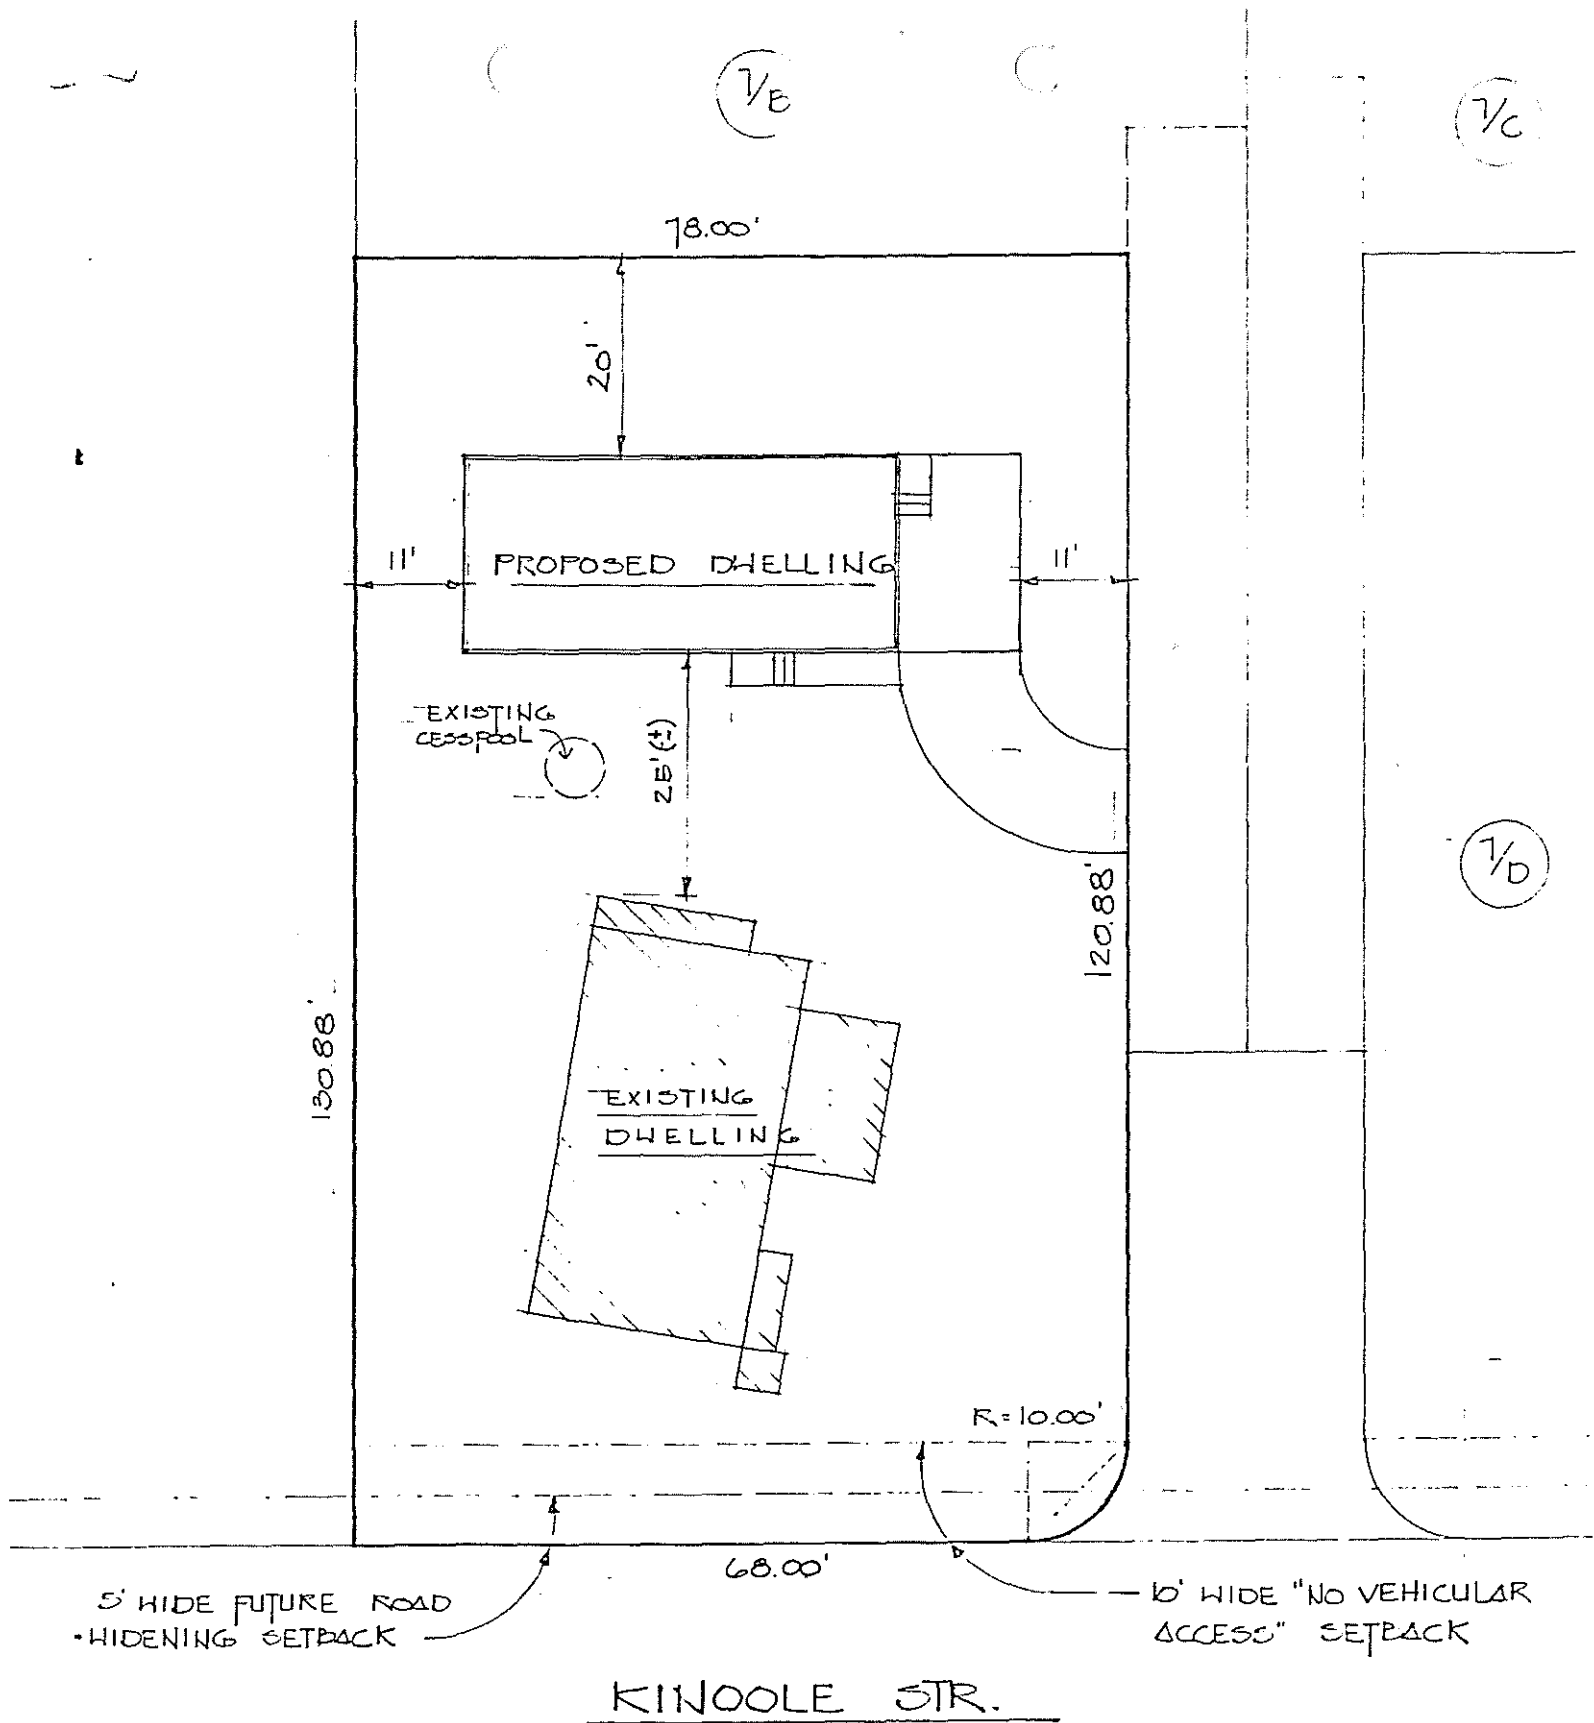 7/E
7/C
78.00'
20'
11'
PROPOSED DWELLING
11'
EXISTING
CESSPOOL
25'(±)
7/D
120.88'
130.88'
EXISTING
DWELLING
R=10.00'
68.00'
5' WIDE FUTURE ROAD
WIDENING SETBACK
10' WIDE "NO VEHICULAR
ACCESS" SETBACK
KINOOLE STR.